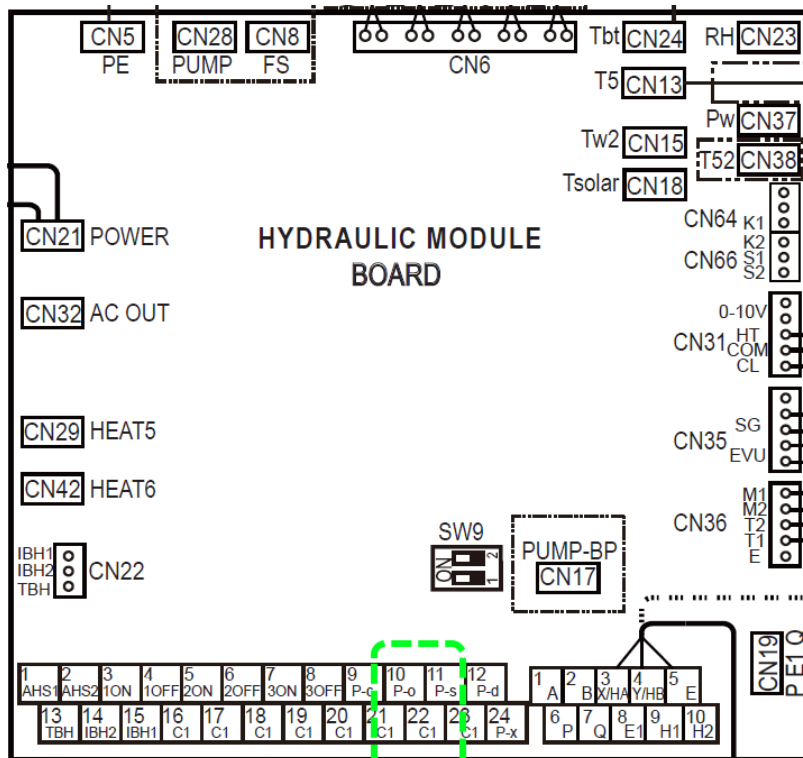 CN5 CN28 CN8 Tbt CN24 RH CN23
PE PUMP FS CN6
T5 CN13
Pw CN37
Tw2 CN15
T52 CN38
Tsolar CN18
CN64 K1
CN21 POWER
HYDRAULIC MODULE
BOARD
K2
CN66 S1
S2
CN32 AC OUT
0-10V
HT
CN31 COM
CL
CN29 HEAT5
SG
CN35
EVU
CN42 HEAT6
M1
M2
CN36 T2
T1
E
SW9
ON
2
1
PUMP-BP
CN17
IBH1
IBH2 CN22
TBH
CN19
P E1 Q
1 2 3 4 5 6 7 8 9 10 11 12
AHS1 AHS2 1ON 1OFF 2ON 2OFF 3ON 3OFF P-c P-o P-s P-d
13 14 15 16 17 18 19 20 21 22 23 24
TBH IBH2 IBH1 C1 C1 C1 C1 C1 C1 C1 C1 P-x
1 2 3 4 5
A B X/HA Y/HB E
6 7 8 9 10
P Q E1 H1 H2